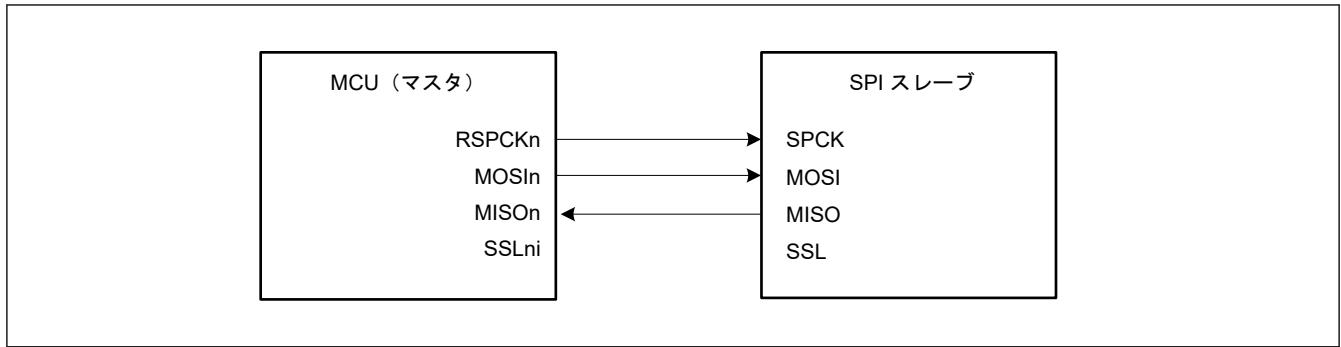 MCU（マスタ）
RSPCKn
MOSIn
MISOn
SSLni
SPI スレーブ
SPCK
MOSI
MISO
SSL